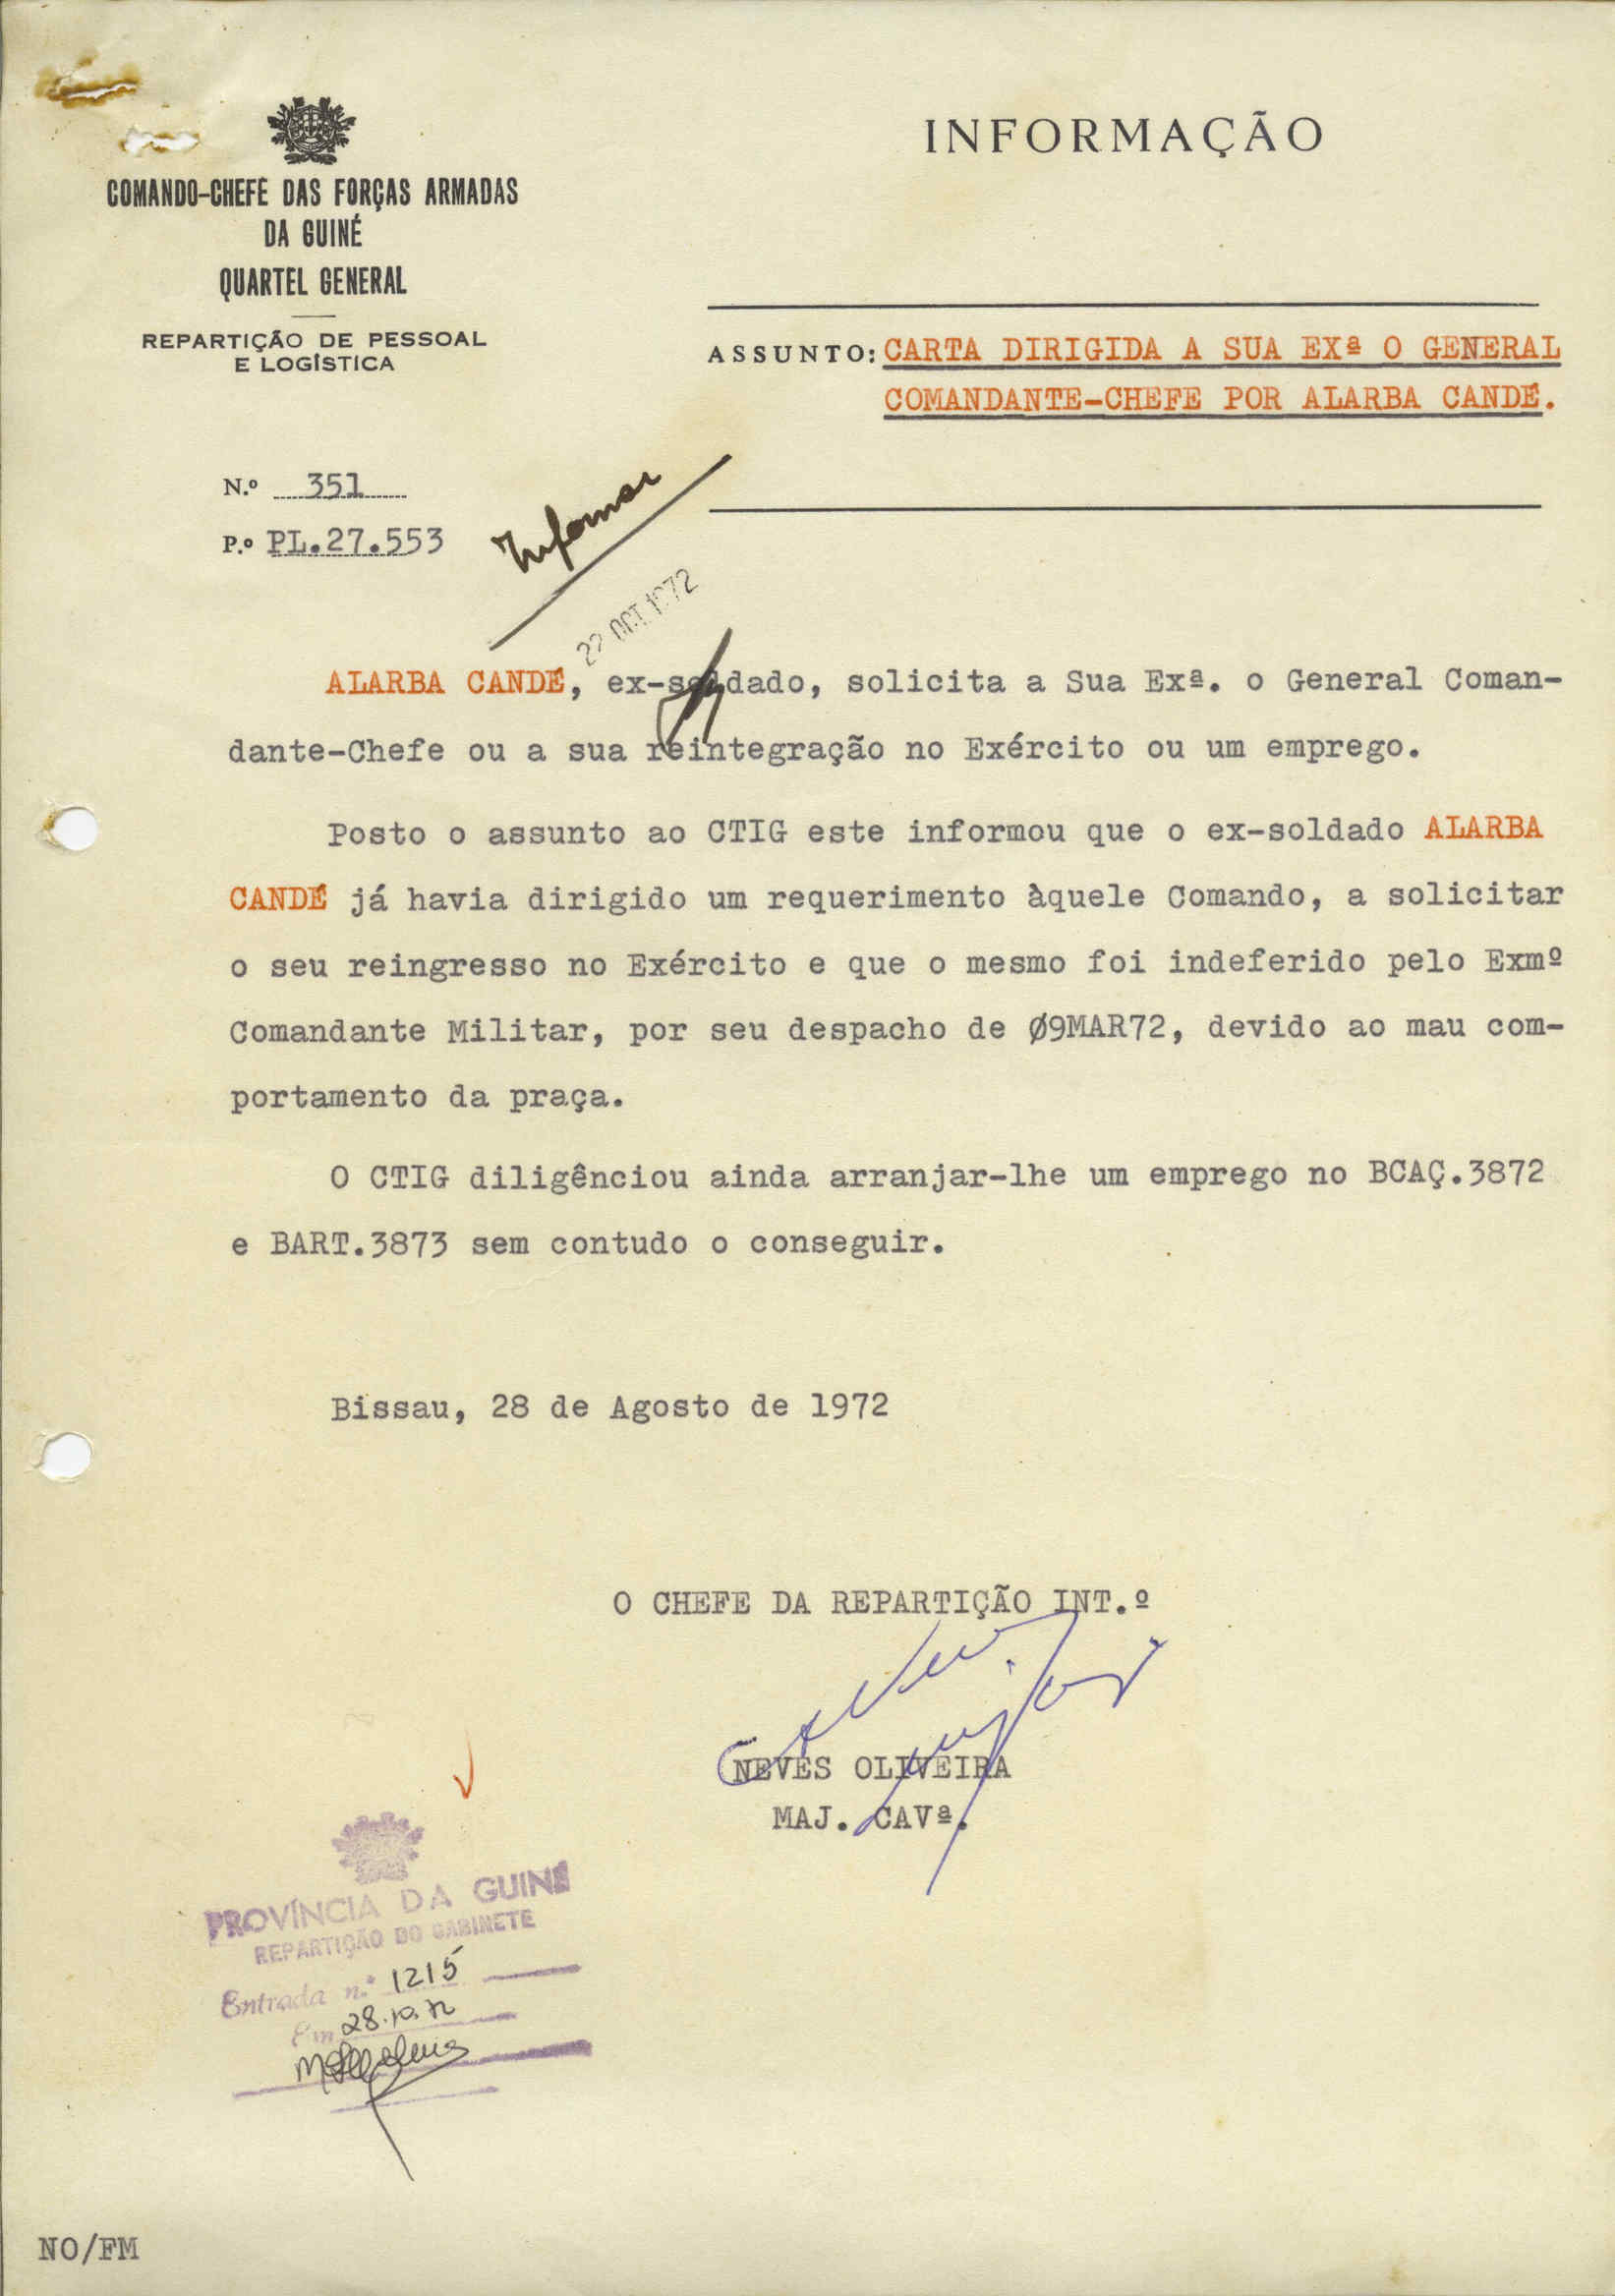 INFORMAÇÃO
COMANDO-CHEFE DAS FORÇAS ARMADAS
DA GUINÉ
QUARTEL GENERAL
REPARTIÇÃO DE PESSOAL
E LOGÍSTICA
ASSUNTO: CARTA DIRIGIDA A SUA EXª O GENERAL
COMANDANTE-CHEFE POR ALARBA CANDÉ.
N.º 351
P.º PL.27.553
Informar
22 OCT. 1972
ALARBA CANDÉ, ex-soldado, solicita a Sua Exª. o General Coman-
dante-Chefe ou a sua reintegração no Exército ou um emprego.
Posto o assunto ao CTIG este informou que o ex-soldado ALARBA
CANDÉ já havia dirigido um requerimento àquele Comando, a solicitar
o seu reingresso no Exército e que o mesmo foi indeferido pelo Exmº
Comandante Militar, por seu despacho de Ø9MAR72, devido ao mau com-
portamento da praça.
O CTIG diligênciou ainda arranjar-lhe um emprego no BCAÇ.3872
e BART.3873 sem contudo o conseguir.
Bissau, 28 de Agosto de 1972
O CHEFE DA REPARTIÇÃO INT.º
NEVES OLIVEIRA
MAJ. CAVª.
PROVÍNCIA DA GUINÉ
REPARTIÇÃO DO GABINETE
Entrada n.º 1215
Em 28.10.72
NO/FM